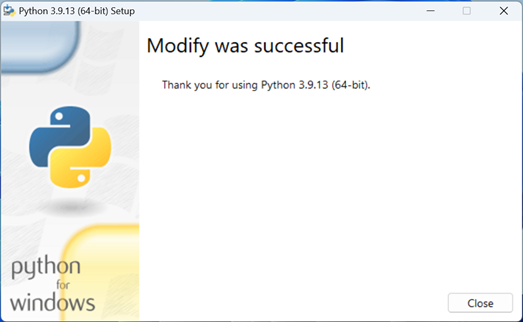 Python 3.9.13 (64-bit) Setup
Modify was successful
Thank you for using Python 3.9.13 (64-bit).
python
for
windows
Close